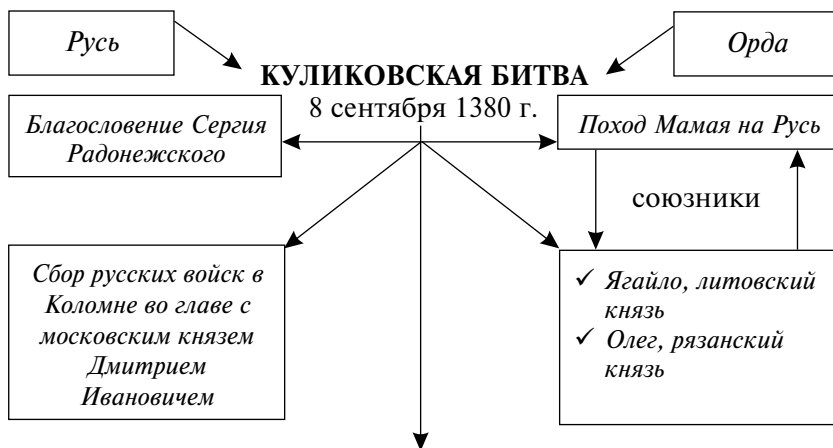 Русь
Орда
КУЛИКОВСКАЯ БИТВА
8 сентября 1380 г.
Благословение Сергия
Радонежского
Поход Мамая на Русь
союзники
Сбор русских войск в
Коломне во главе с
московским князем
Дмитрием
Ивановичем
✓ Ягайло, литовский
князь
✓ Олег, рязанский
князь